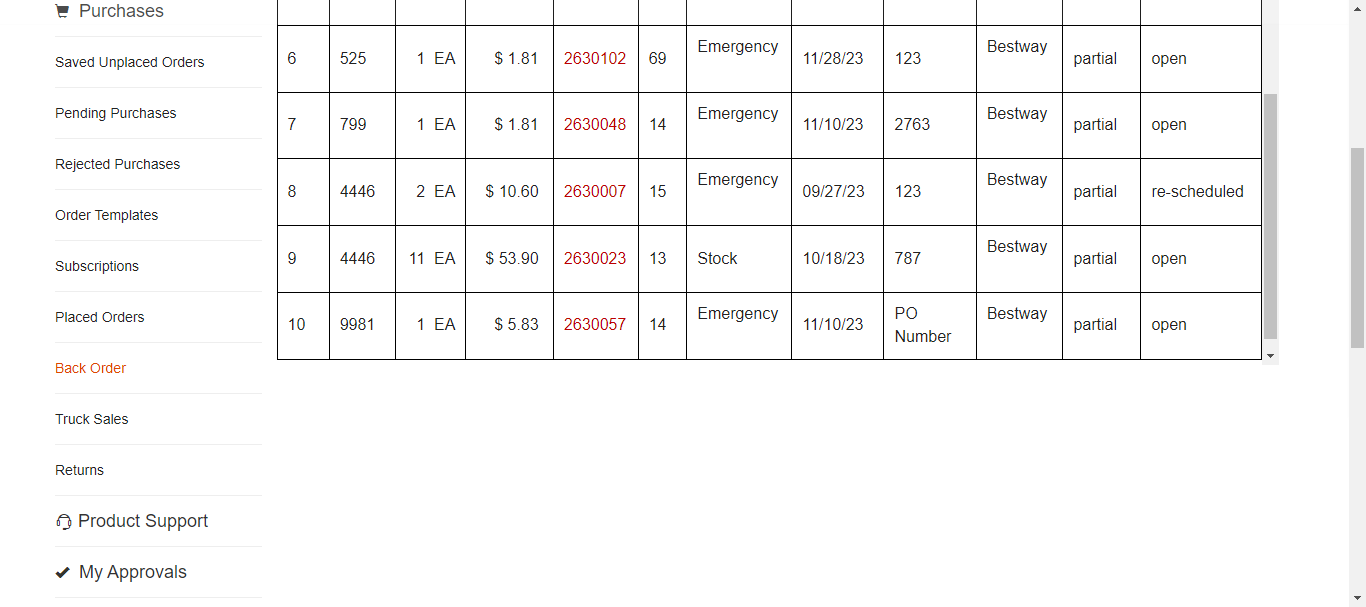 Purchases
Saved Unplaced Orders
Pending Purchases
Rejected Purchases
Order Templates
Subscriptions
Placed Orders
Back Order
Truck Sales
Returns
Product Support
My Approvals
6 525 1 EA $ 1.81 2630102 69 Emergency 11/28/23 123 Bestway partial open
7 799 1 EA $ 1.81 2630048 14 Emergency 11/10/23 2763 Bestway partial open
8 4446 2 EA $ 10.60 2630007 15 Emergency 09/27/23 123 Bestway partial re-scheduled
9 4446 11 EA $ 53.90 2630023 13 Stock 10/18/23 787 Bestway partial open
10 9981 1 EA $ 5.83 2630057 14 Emergency 11/10/23 PO Bestway partial open
Number